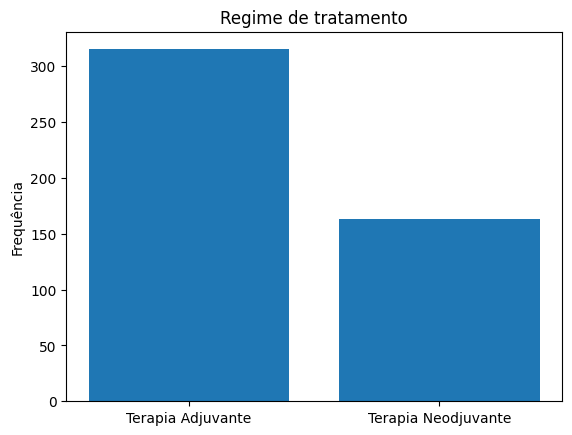 Regime de tratamento
300
250
200
150
100
50
0
Frequência
Terapia Adjuvante
Terapia Neodjuvante